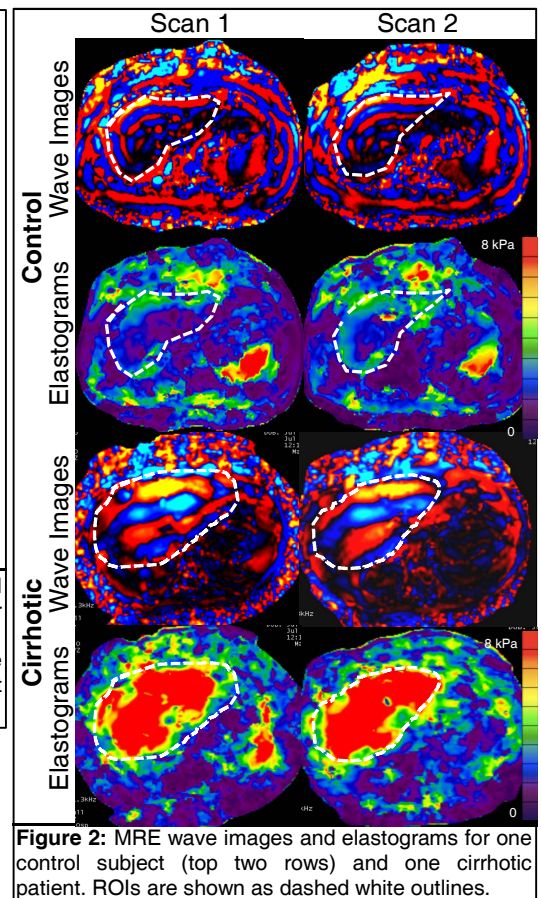 Scan 1 Scan 2
Control
Wave Images
Elastograms
8 kPa
0
Cirrhotic
Wave Images
Elastograms
8 kPa
0
Figure 2: MRE wave images and elastograms for one
control subject (top two rows) and one cirrhotic
patient. ROIs are shown as dashed white outlines.